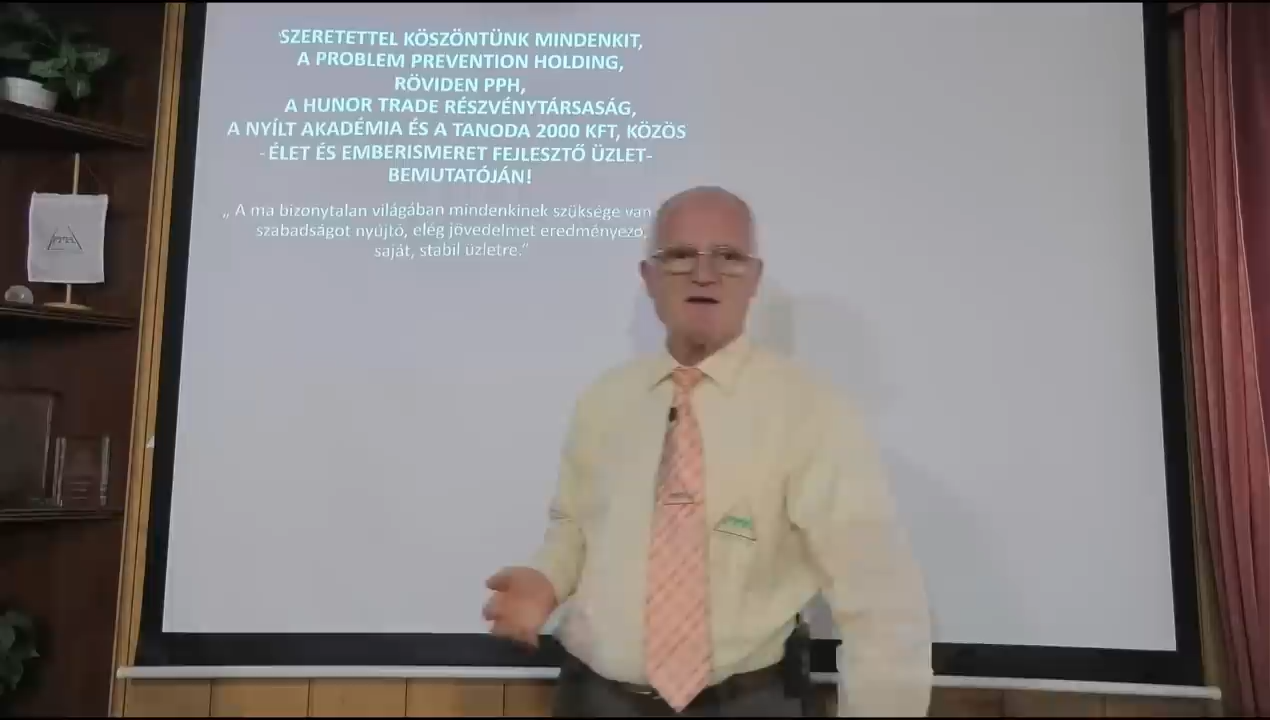 SZERETETTEL KÖSZÖNTÜNK MINDENKIT,
A PROBLEM PREVENTION HOLDING,
RÖVIDEN PPH,
A HUNOR TRADE RÉSZVÉNYTÁRSASÁG,
A NYÍLT AKADÉMIA ÉS A TANODA 2000 KFT, KÖZÖS
- ÉLET ÉS EMBERISMERET FEJLESZTŐ ÜZLET-
BEMUTATÓJÁN!
„ A ma bizonytalan világában mindenkinek szüksége van
szabadságot nyújtó, elég jövedelmet eredményező,
saját, stabil üzletre.”